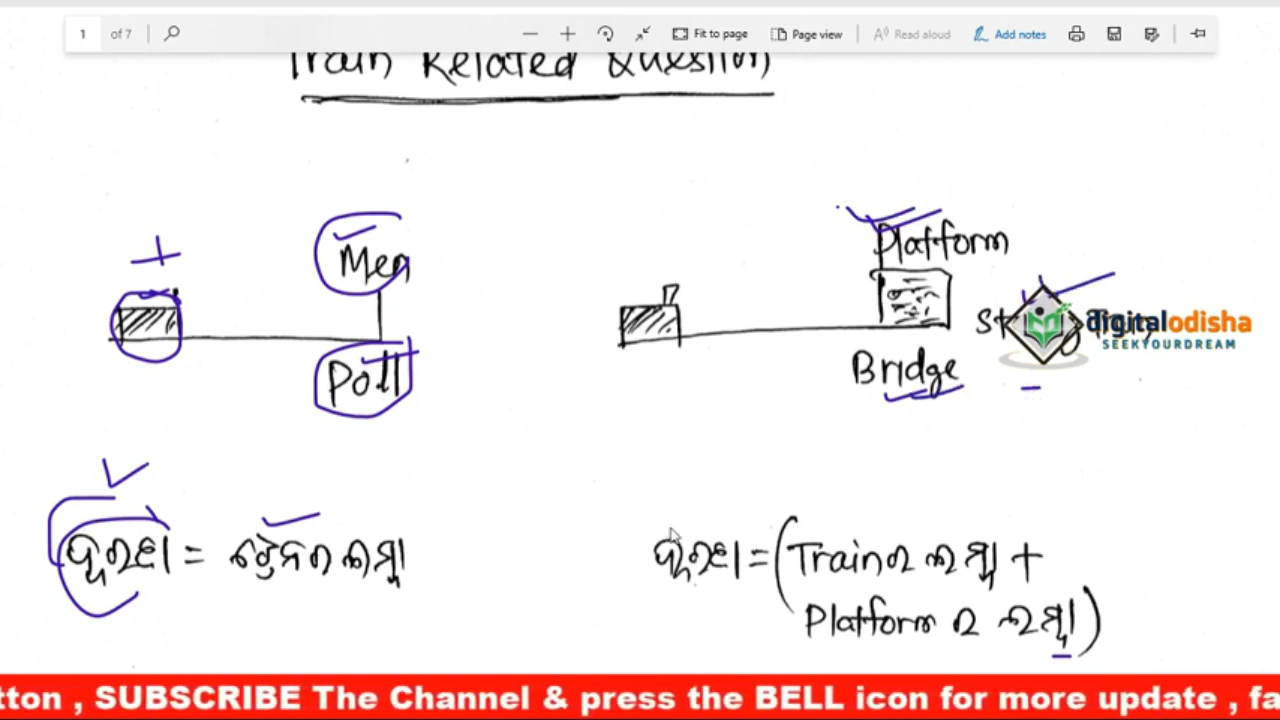 1 of 7 Fit to page Page view Read aloud Add notes
Train Related Question
Men
Poll
Platform
Bridge
digitalodisha
SEEKYOURDREAM
ଦୂରତା = ଟ୍ରେନର ଲମ୍ବା
ଦୂରତା = (Trainର ଲମ୍ବା +
Platform ର ଲମ୍ବା)
tton , SUBSCRIBE The Channel & press the BELL icon for more update , fa